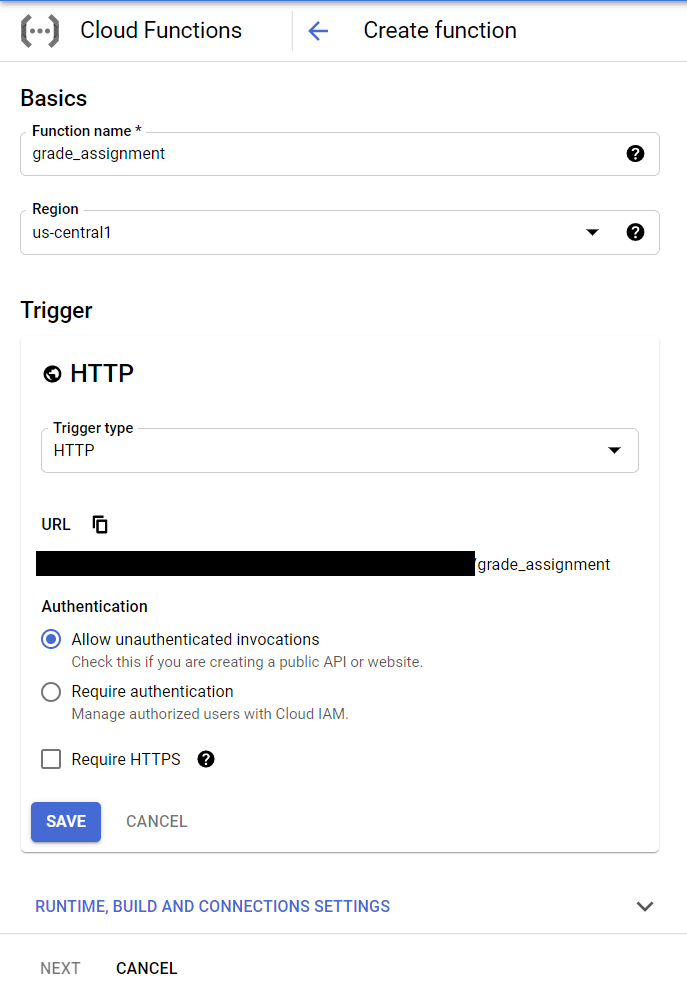 Cloud Functions
Create function
Basics
Function name *
grade_assignment
Region
us-central1
Trigger
HTTP
Trigger type
HTTP
URL
/grade_assignment
Authentication
Allow unauthenticated invocations
Check this if you are creating a public API or website.
Require authentication
Manage authorized users with Cloud IAM.
Require HTTPS
SAVE
CANCEL
RUNTIME, BUILD AND CONNECTIONS SETTINGS
NEXT
CANCEL